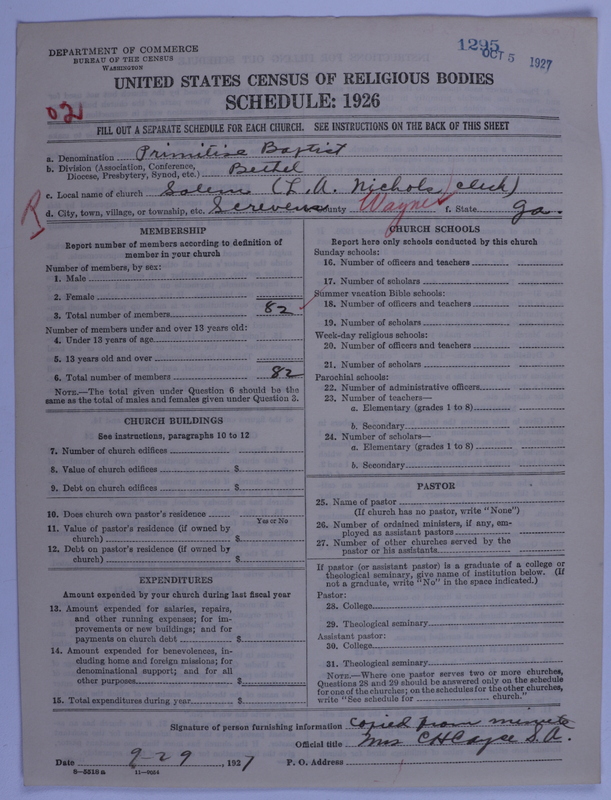 DEPARTMENT OF COMMERCE
BUREAU OF THE CENSUS
WASHINGTON
1295
OCT 5 1927
UNITED STATES CENSUS OF RELIGIOUS BODIES
SCHEDULE: 1926
02
FILL OUT A SEPARATE SCHEDULE FOR EACH CHURCH. SEE INSTRUCTIONS ON THE BACK OF THIS SHEET
a. Denomination Primitive Baptist
b. Division (Association, Conference, Diocese, Presbytery, Synod, etc.) Bethel
R
c. Local name of church Salem (L. A. Nichols, clerk)
d. City, town, village, or township, etc. Screven County Wayne f. State Ga.
MEMBERSHIP
Report number of members according to definition of
member in your church
Number of members, by sex:
1. Male
2. Female
3. Total number of members 82
Number of members under and over 13 years old:
4. Under 13 years of age
5. 13 years old and over
6. Total number of members 82
NOTE.—The total given under Question 6 should be the
same as the total of males and females given under Question 3.
CHURCH BUILDINGS
See instructions, paragraphs 10 to 12
7. Number of church edifices
8. Value of church edifices $
9. Debt on church edifices $
10. Does church own pastor's residence
Yes or No
11. Value of pastor's residence (if owned by
church) $
12. Debt on pastor's residence (if owned by
church) $
EXPENDITURES
Amount expended by your church during last fiscal year
13. Amount expended for salaries, repairs,
and other running expenses; for im-
provements or new buildings; and for
payments on church debt $
14. Amount expended for benevolences, in-
cluding home and foreign missions; for
denominational support; and for all
other purposes $
15. Total expenditures during year $
CHURCH SCHOOLS
Report here only schools conducted by this church
Sunday schools:
16. Number of officers and teachers
17. Number of scholars
Summer vacation Bible schools:
18. Number of officers and teachers
19. Number of scholars
Week-day religious schools:
20. Number of officers and teachers
21. Number of scholars
Parochial schools:
22. Number of administrative officers
23. Number of teachers—
a. Elementary (grades 1 to 8)
b. Secondary
24. Number of scholars—
a. Elementary (grades 1 to 8)
b. Secondary
PASTOR
25. Name of pastor
(If church has no pastor, write "None")
26. Number of ordained ministers, if any, em-
ployed as assistant pastors
27. Number of other churches served by the
pastor or his assistants
If pastor (or assistant pastor) is a graduate of a college or
theological seminary, give name of institution below. (If
not a graduate, write "No" in the space indicated.)
Pastor:
28. College
29. Theological seminary
Assistant pastor:
30. College
31. Theological seminary
NOTE.—Where one pastor serves two or more churches,
Questions 28 and 29 should be answered only on the schedule
for one of the churches; on the schedules for the other churches,
write "See schedule for church."
Signature of person furnishing information Copied from minute
Official title Mrs C H Cayce S. A.
Date 9-29, 1927 P. O. Address
8-5518a 11-9054